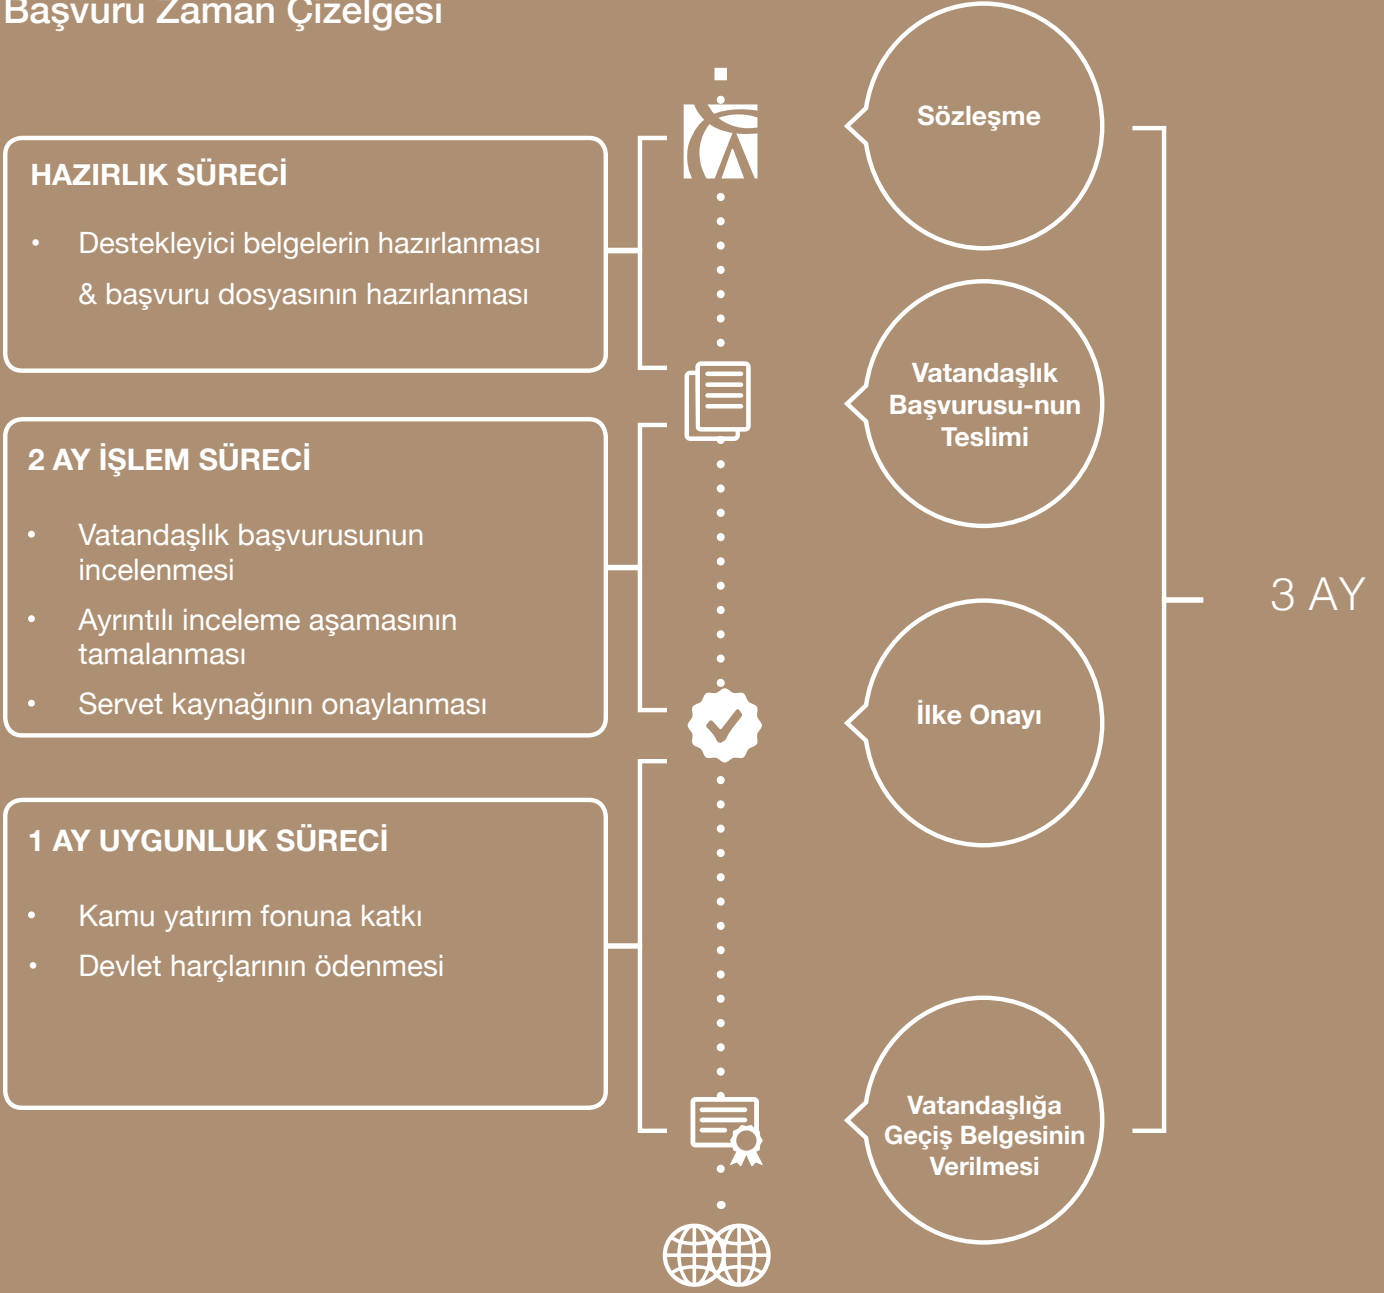 Başvuru Zaman Çizelgesi
HAZIRLIK SÜRECİ
• Destekleyici belgelerin hazırlanması
& başvuru dosyasının hazırlanması
2 AY İŞLEM SÜRECİ
• Vatandaşlık başvurusunun
incelenmesi
• Ayrıntılı inceleme aşamasının
tamalanması
• Servet kaynağının onaylanması
1 AY UYGUNLUK SÜRECİ
• Kamu yatırım fonuna katkı
• Devlet harçlarının ödenmesi
Sözleşme
Vatandaşlık
Başvurusu-nun
Teslimi
İlke Onayı
Vatandaşlığa
Geçiş Belgesinin
Verilmesi
3 AY